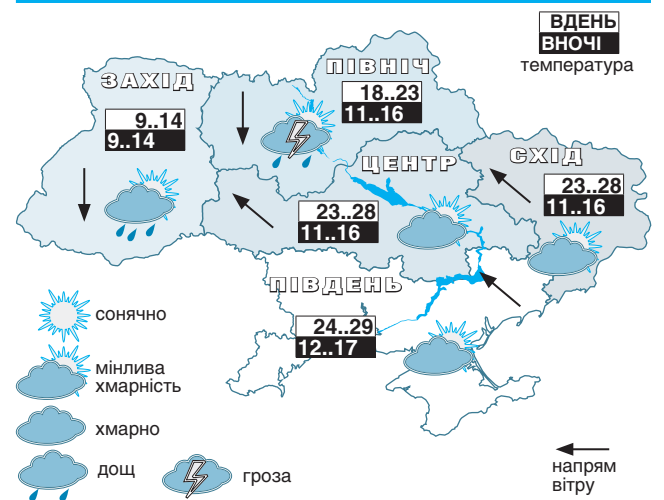 ВДЕНЬ
ВНОЧІ
температура
ЗАХІД
9..14
9..14
ПІВНІЧ
18..23
11..16
ЦЕНТР
23..28
11..16
СХІД
23..28
11..16
ПІВДЕНЬ
24..29
12..17
сонячно
мінлива
хмарність
хмарно
дощ
гроза
напрям
вітру